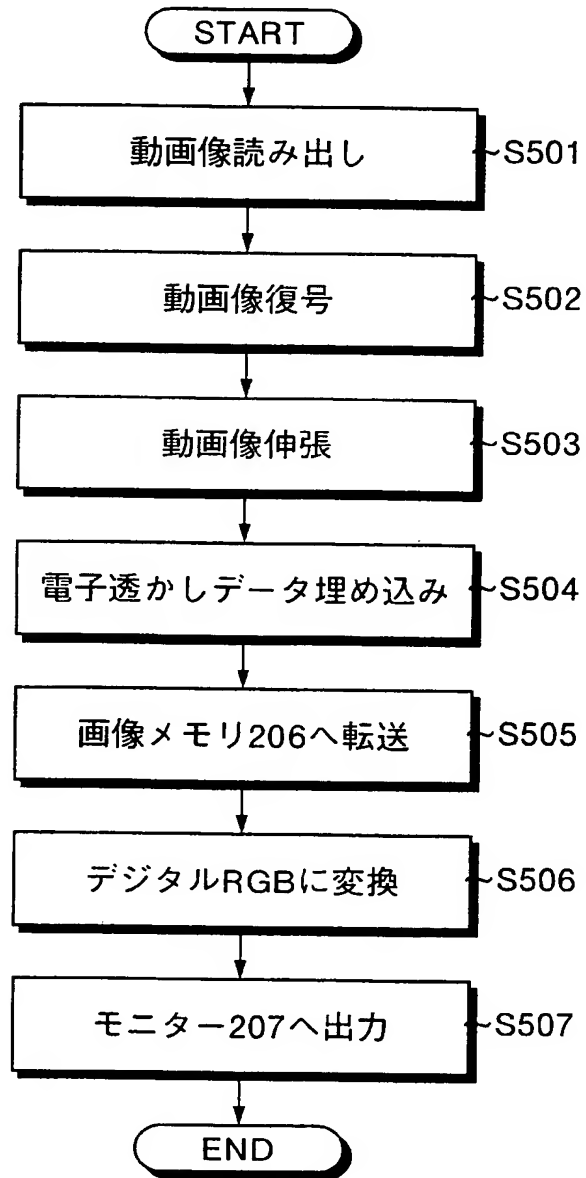 START
動画像読み出し ~S501
動画像復号 ~S502
動画像伸張 ~S503
電子透かしデータ埋め込み ~S504
画像メモリ206へ転送 ~S505
デジタルRGBに変換 ~S506
モニター207へ出力 ~S507
END